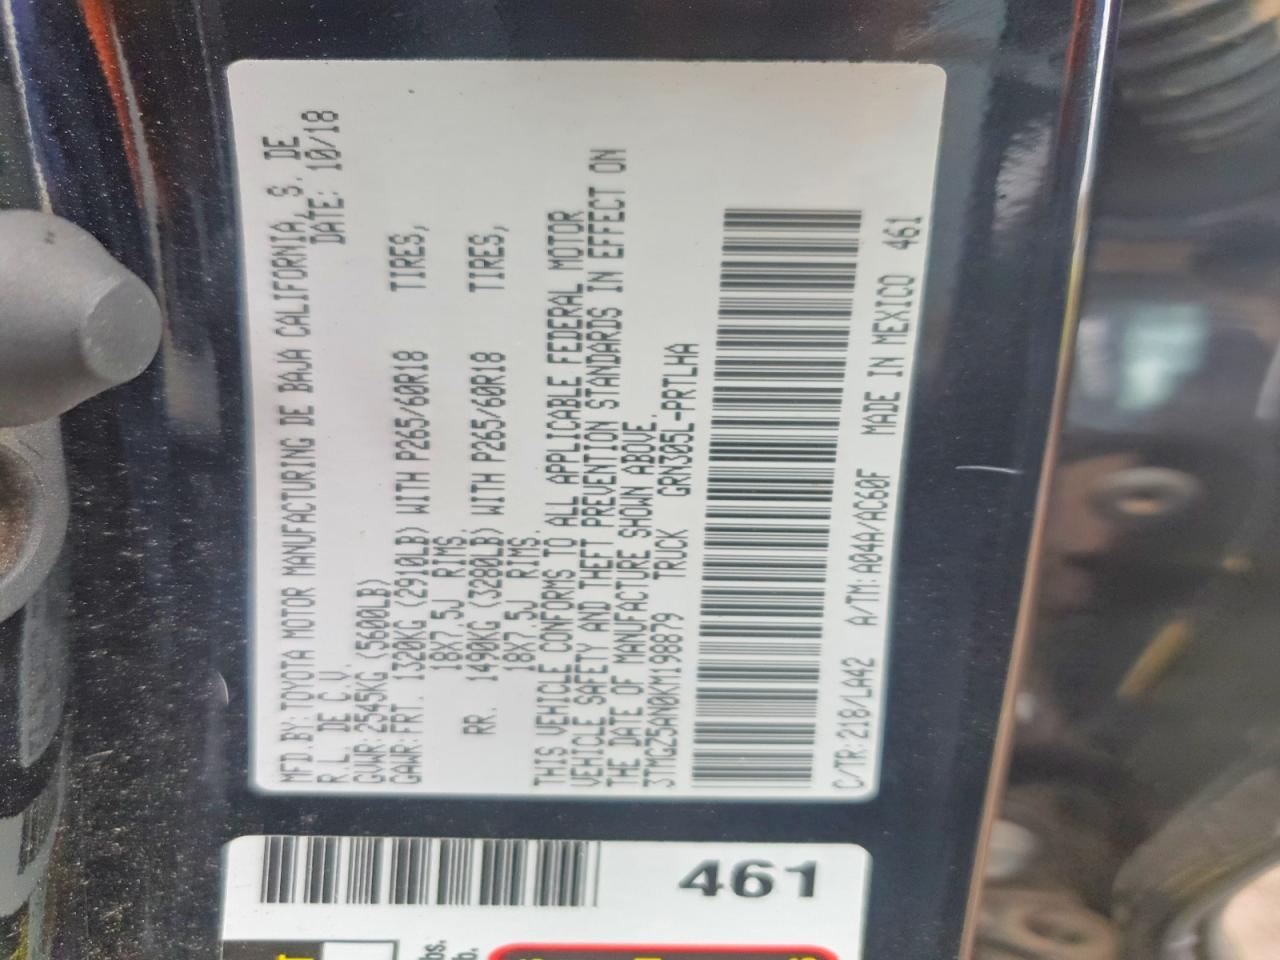 MFD.BY:TOYOTA MOTOR MANUFACTURING DE BAJA CALIFORNIA, S. DE
R.L. DE C.V. DATE: 10/18
GVWR:2545KG (5600LB)
GAWR:FRT. 1320KG (2910LB) WITH P265/60R18 TIRES,
18X7.5J RIMS.
RR. 1490KG (3280LB) WITH P265/60R18 TIRES,
18X7.5J RIMS.
THIS VEHICLE CONFORMS TO ALL APPLICABLE FEDERAL MOTOR
VEHICLE SAFETY AND THEFT PREVENTION STANDARDS IN EFFECT ON
THE DATE OF MANUFACTURE SHOWN ABOVE.
3TMGZ5AN0KM198879 TRUCK GRN305L-PRTLHA
C/TR:218/LA42 A/TM:A04A/AC60F MADE IN MEXICO 461
461